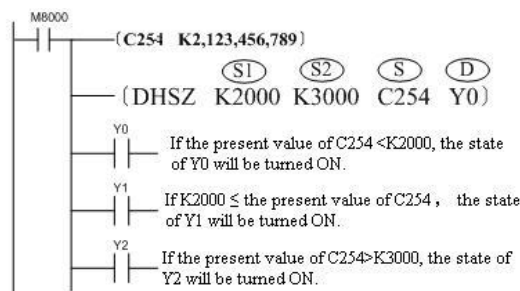 M8000
(C254 K2,123,456,789)
S1 S2 S D
(DHSZ K2000 K3000 C254 Y0)
Y0
If the present value of C254 <K2000, the state
of Y0 will be turned ON.
Y1
If K2000 ≤ the present value of C254 , the state
of Y1 will be turned ON.
Y2
If the present value of C254>K3000, the state of
Y2 will be turned ON.